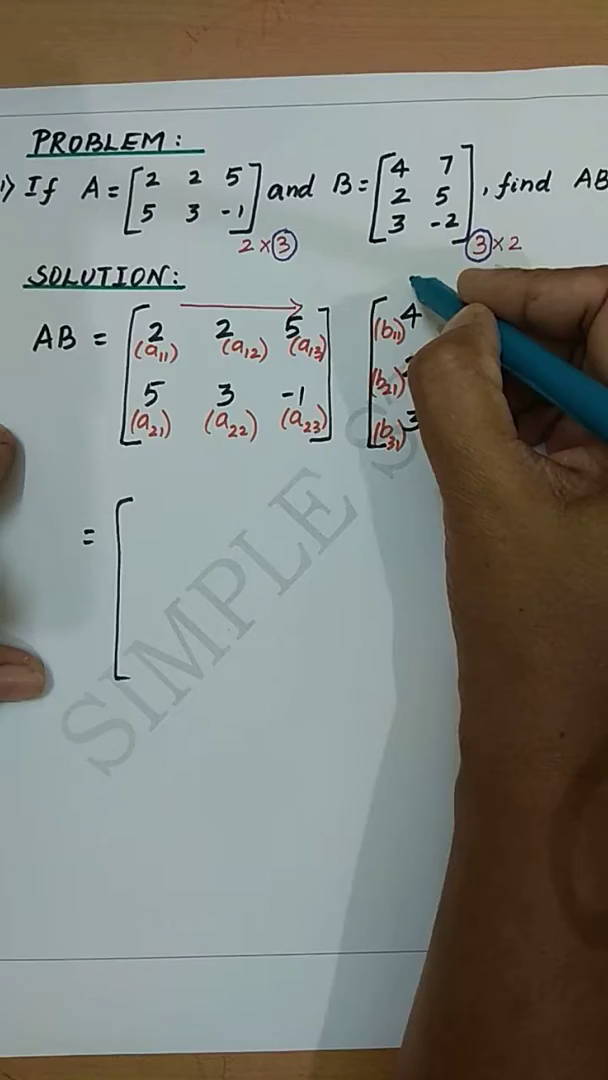 PROBLEM:
1) If A = [2 2 5 and B = [4 7 , find AB
5 3 -1] 2 5
2 × 3 3 -2] 3 × 2
SOLUTION:
AB = [2 2 5 [4
(a11) (a12) (a13) (b11)
5 3 -1 (b21)
(a21) (a22) (a23)] (b31) 3
= [
SIMPLE S